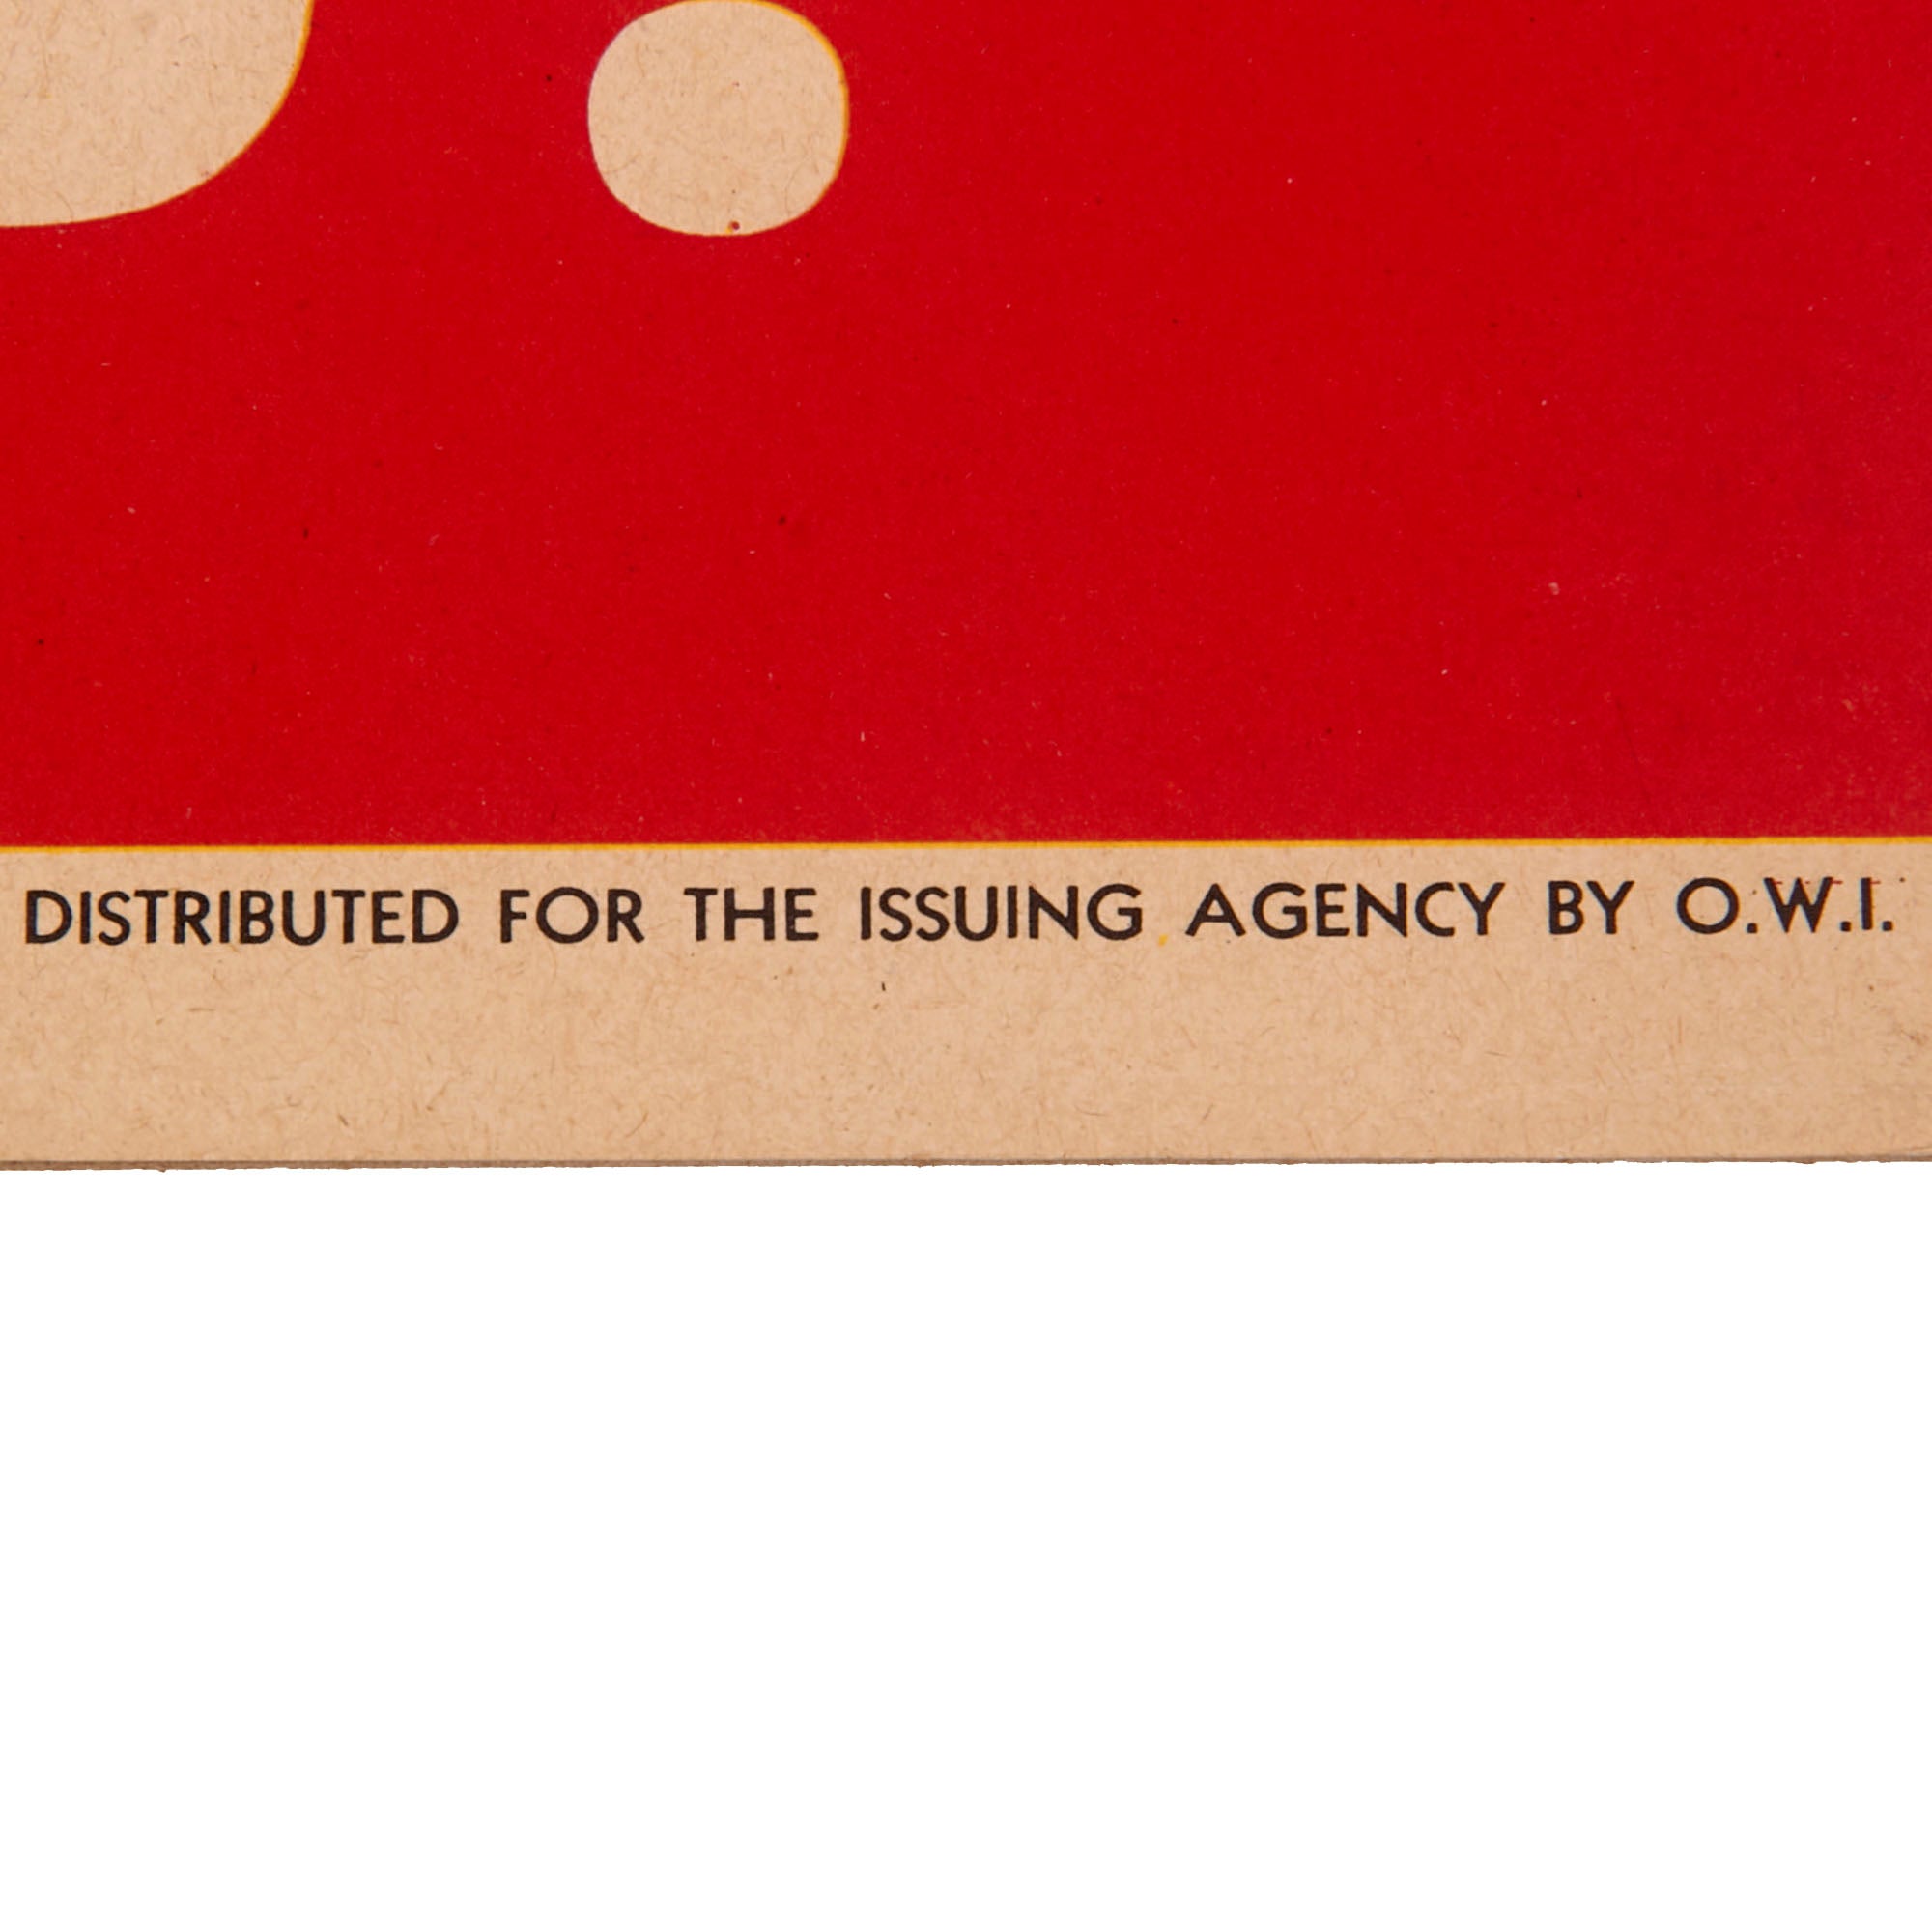 DISTRIBUTED FOR THE ISSUING AGENCY BY O.W.I.